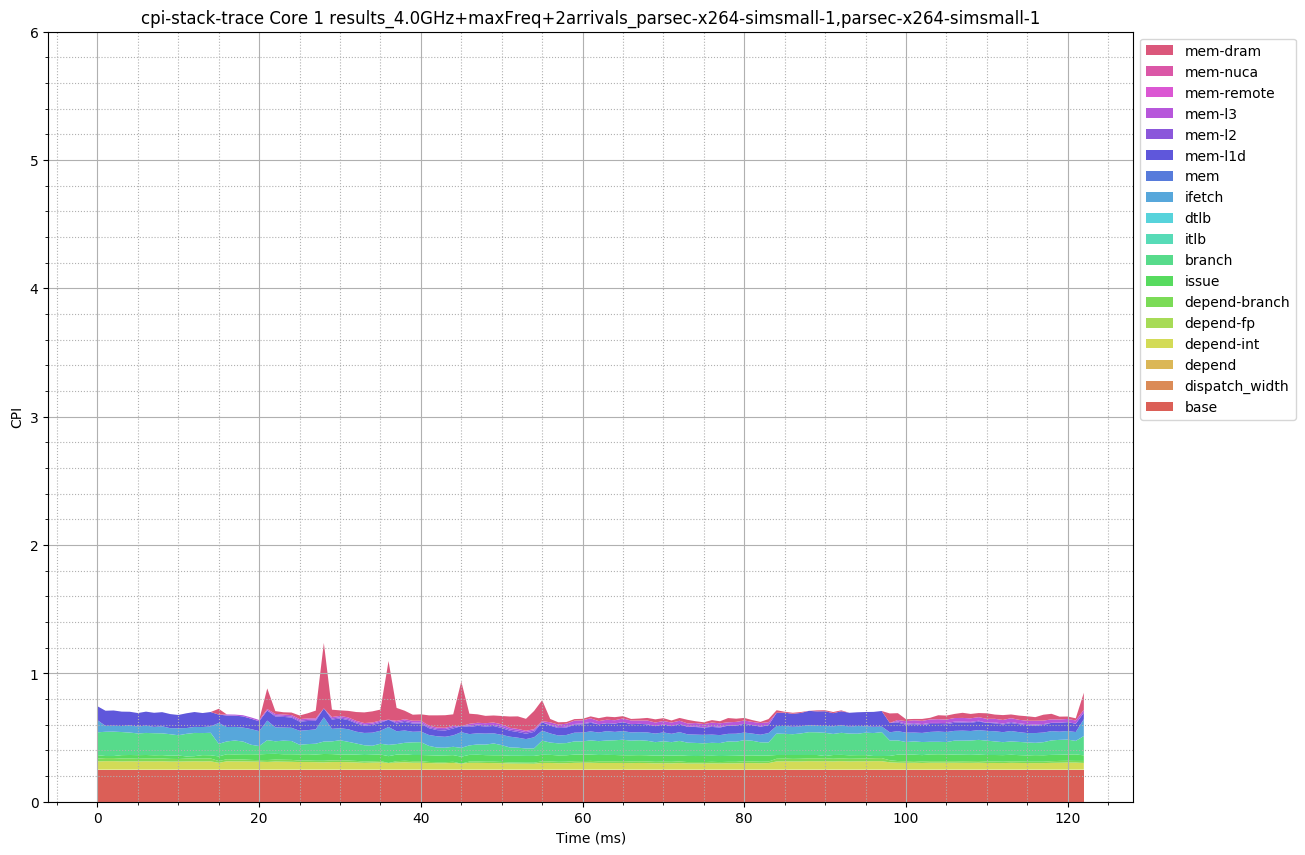 cpi-stack-trace Core 1 results_4.0GHz+maxFreq+2arrivals_parsec-x264-simsmall-1,parsec-x264-simsmall-1
6
5
4
3
2
1
0
CPI
0 20 40 60 80 100 120
Time (ms)
mem-dram
mem-nuca
mem-remote
mem-l3
mem-l2
mem-l1d
mem
ifetch
dtlb
itlb
branch
issue
depend-branch
depend-fp
depend-int
depend
dispatch_width
base